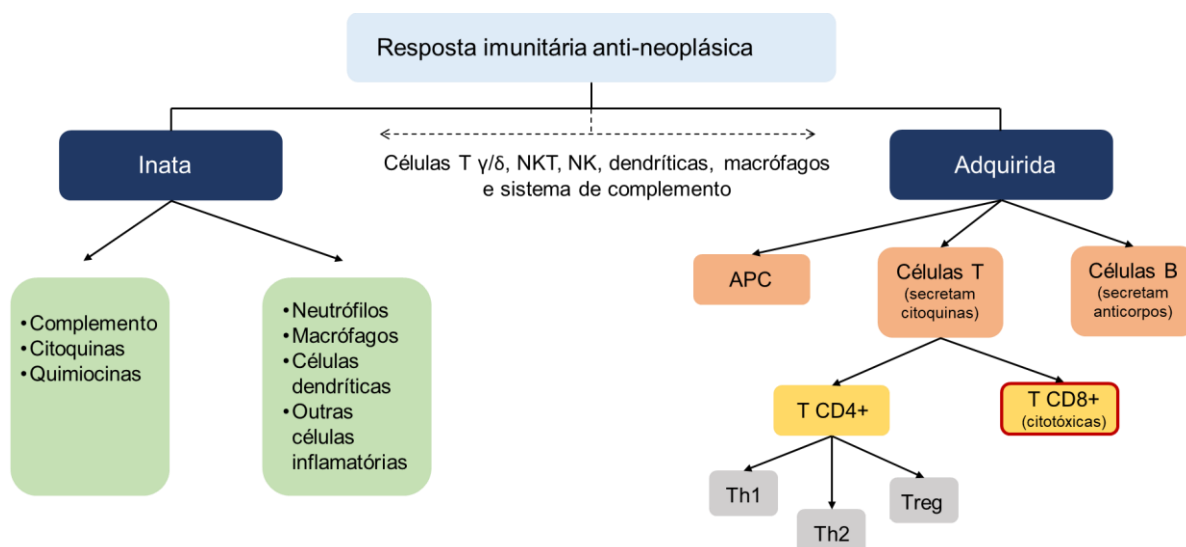 Resposta imunitária anti-neoplásica
Inata
Células T γ/δ, NKT, NK, dendríticas, macrófagos
e sistema de complemento
Adquirida
•Complemento
•Citoquinas
•Quimiocinas
•Neutrófilos
•Macrófagos
•Células
dendríticas
•Outras
células
inflamatórias
APC
Células T
(secretam
citoquinas)
Células B
(secretam
anticorpos)
T CD4+
T CD8+
(citotóxicas)
Th1
Th2
Treg